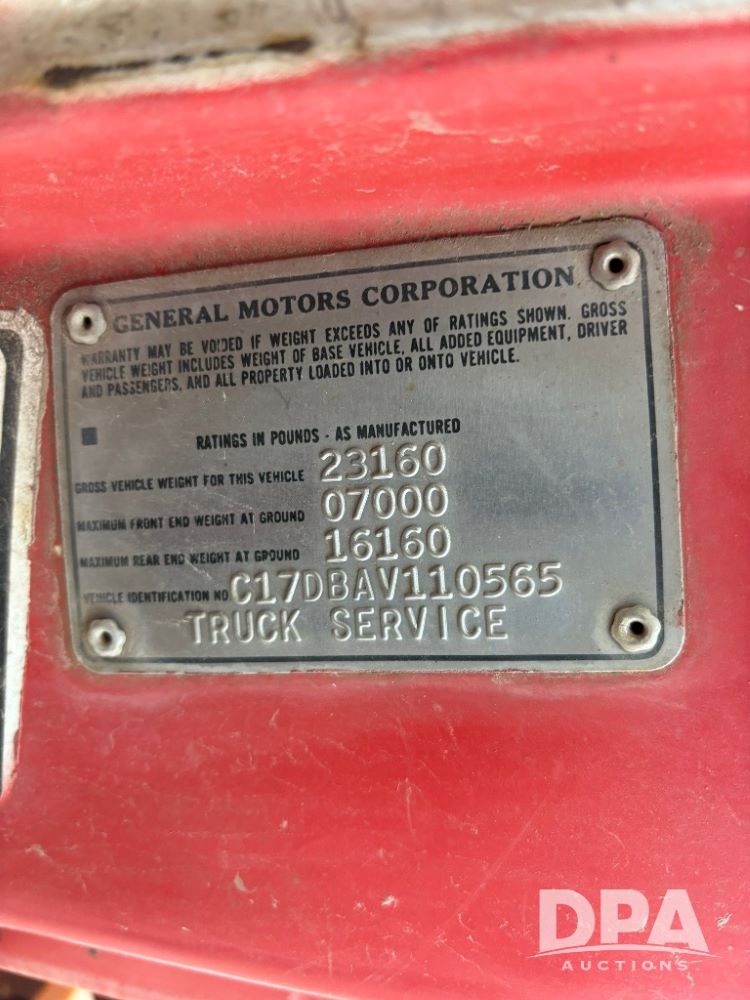 GENERAL MOTORS CORPORATION
WARRANTY MAY BE VOIDED IF WEIGHT EXCEEDS ANY OF RATINGS SHOWN. GROSS
VEHICLE WEIGHT INCLUDES WEIGHT OF BASE VEHICLE, ALL ADDED EQUIPMENT, DRIVER
AND PASSENGERS, AND ALL PROPERTY LOADED INTO OR ONTO VEHICLE.
RATINGS IN POUNDS - AS MANUFACTURED
GROSS VEHICLE WEIGHT FOR THIS VEHICLE 23160
MAXIMUM FRONT END WEIGHT AT GROUND 07000
MAXIMUM REAR END WEIGHT AT GROUND 16160
VEHICLE IDENTIFICATION NO. C17DBAV110565
TRUCK SERVICE
DPA
AUCTIONS